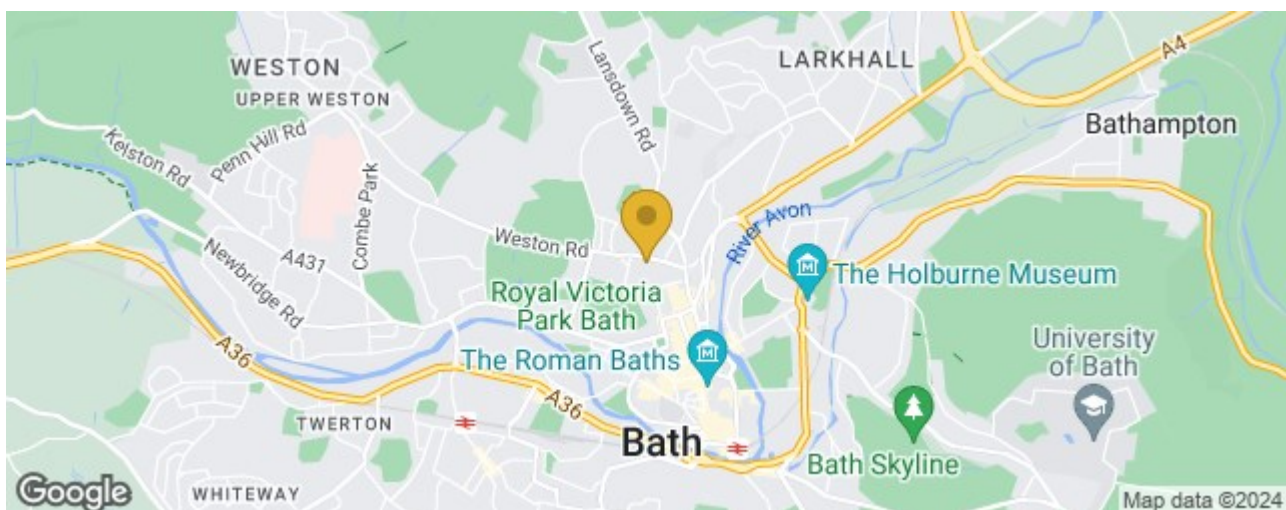 WESTON
UPPER WESTON
Lansdown Rd
LARKHALL
A4
Bathampton
Kelston Rd
Penn Hill Rd
Combe Park
A431
Newbridge Rd
Weston Rd
River Avon
Royal Victoria
Park Bath
The Holburne Museum
The Roman Baths
University
of Bath
A36
A36
TWERTON
Bath
Bath Skyline
WHITEWAY
Google
Map data ©2024